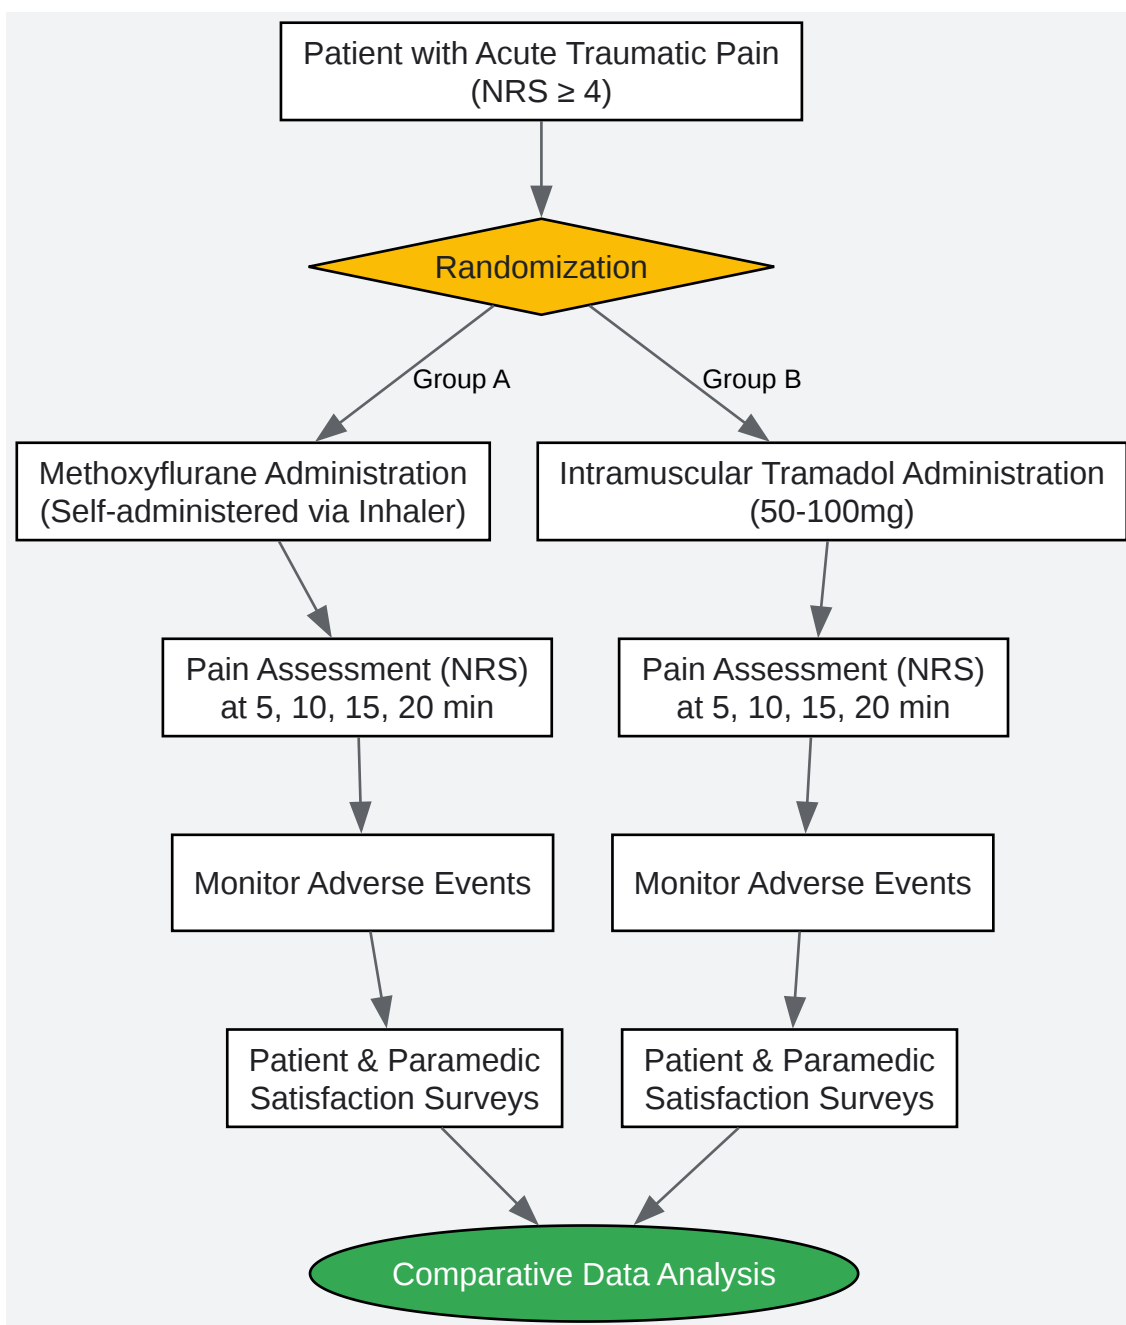 Patient with Acute Traumatic Pain
(NRS ≥ 4)
Randomization
Group A
Group B
Methoxyflurane Administration
(Self-administered via Inhaler)
Intramuscular Tramadol Administration
(50-100mg)
Pain Assessment (NRS)
at 5, 10, 15, 20 min
Pain Assessment (NRS)
at 5, 10, 15, 20 min
Monitor Adverse Events
Monitor Adverse Events
Patient & Paramedic
Satisfaction Surveys
Patient & Paramedic
Satisfaction Surveys
Comparative Data Analysis